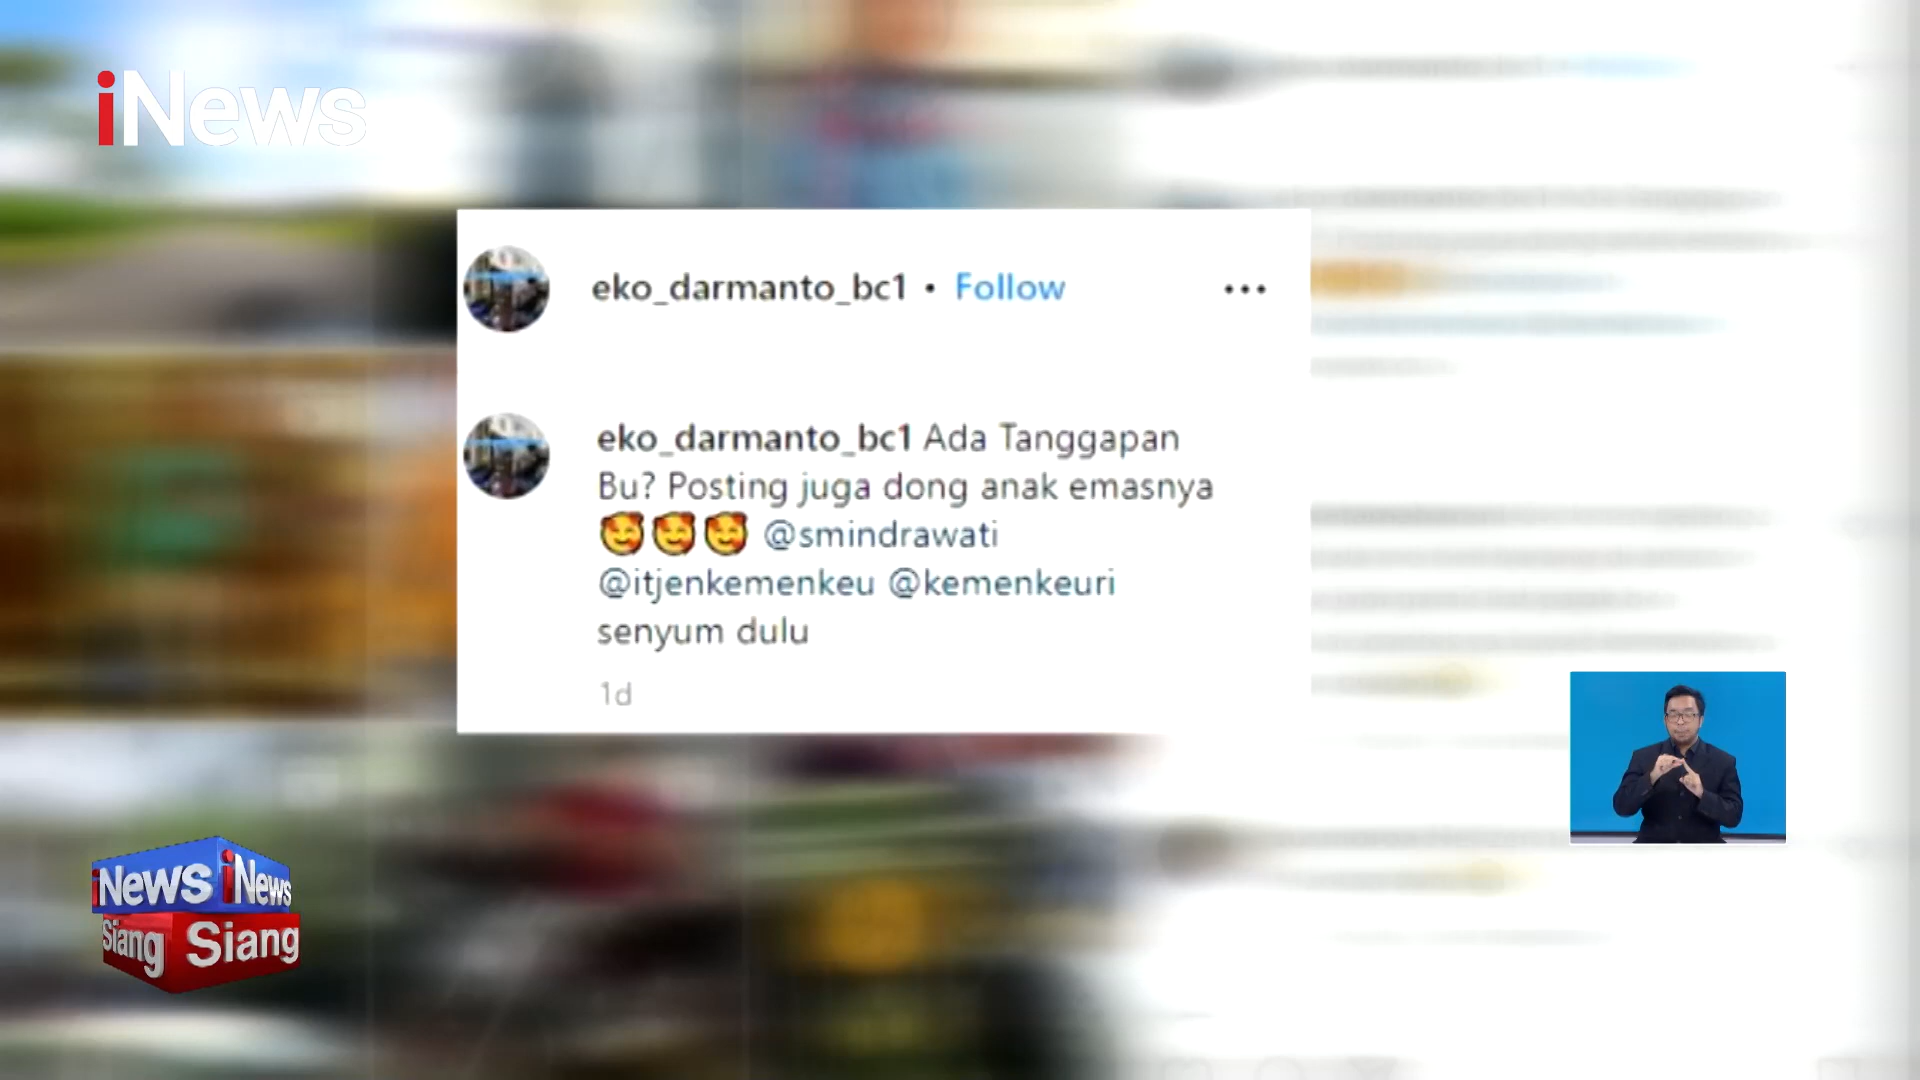 iNews
eko_darmanto_bc1 • Follow
eko_darmanto_bc1 Ada Tanggapan
Bu? Posting juga dong anak emasnya
🥰🥰🥰 @smindrawati
@itjenkemenkeu @kemenkeuri
senyum dulu
1d
iNews iNews
Siang Siang